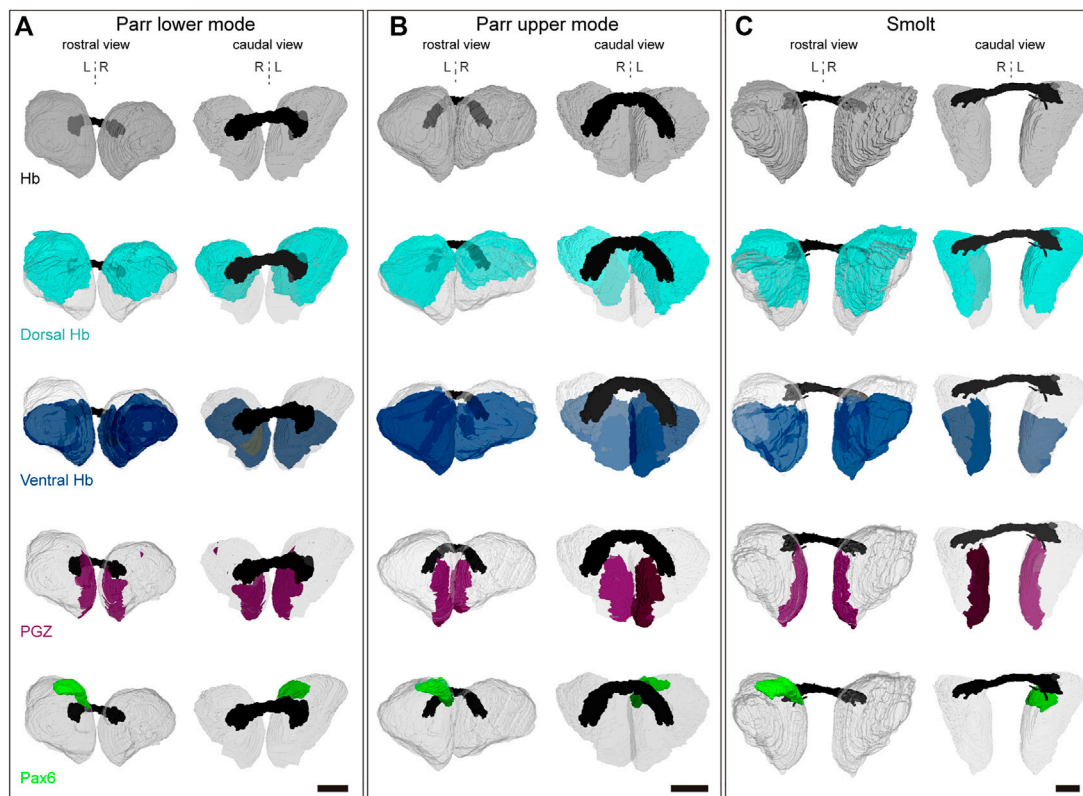 A Parr lower mode
rostral view caudal view
L R R L
B Parr upper mode
rostral view caudal view
L R R L
C Smolt
rostral view caudal view
L R R L
Hb
Dorsal Hb
Ventral Hb
PGZ
Pax6